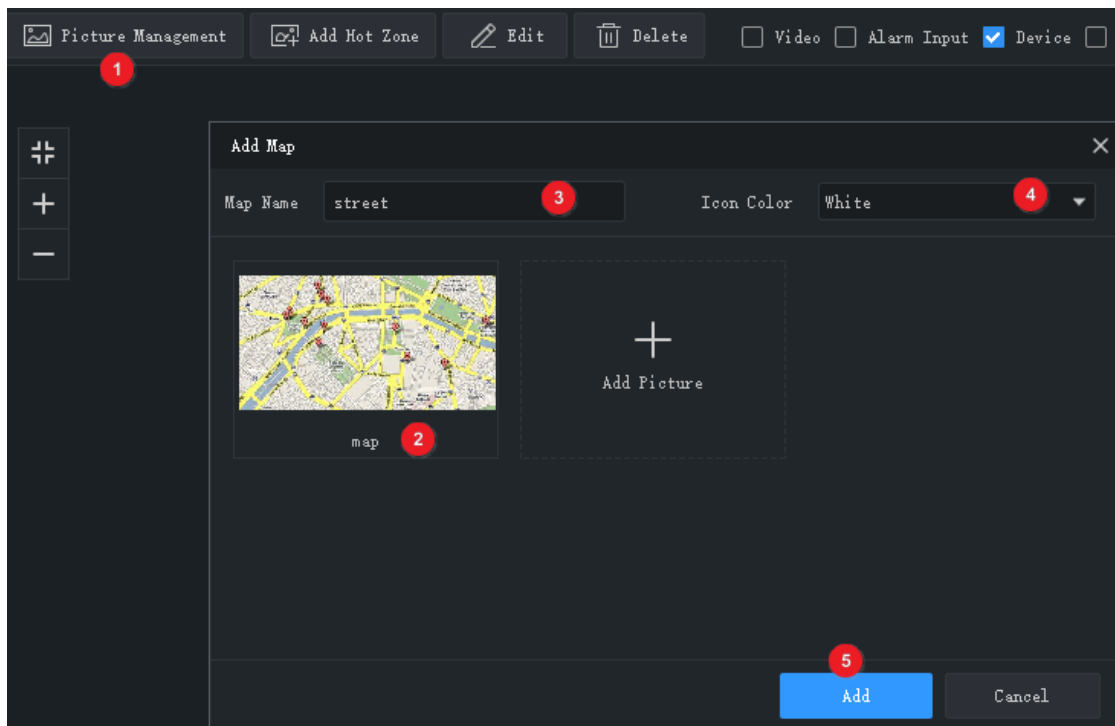 Picture Management Add Hot Zone Edit Delete Video Alarm Input Device
1
Add Map
Map Name street 3 Icon Color White 4
Add Picture
map 2
5
Add Cancel